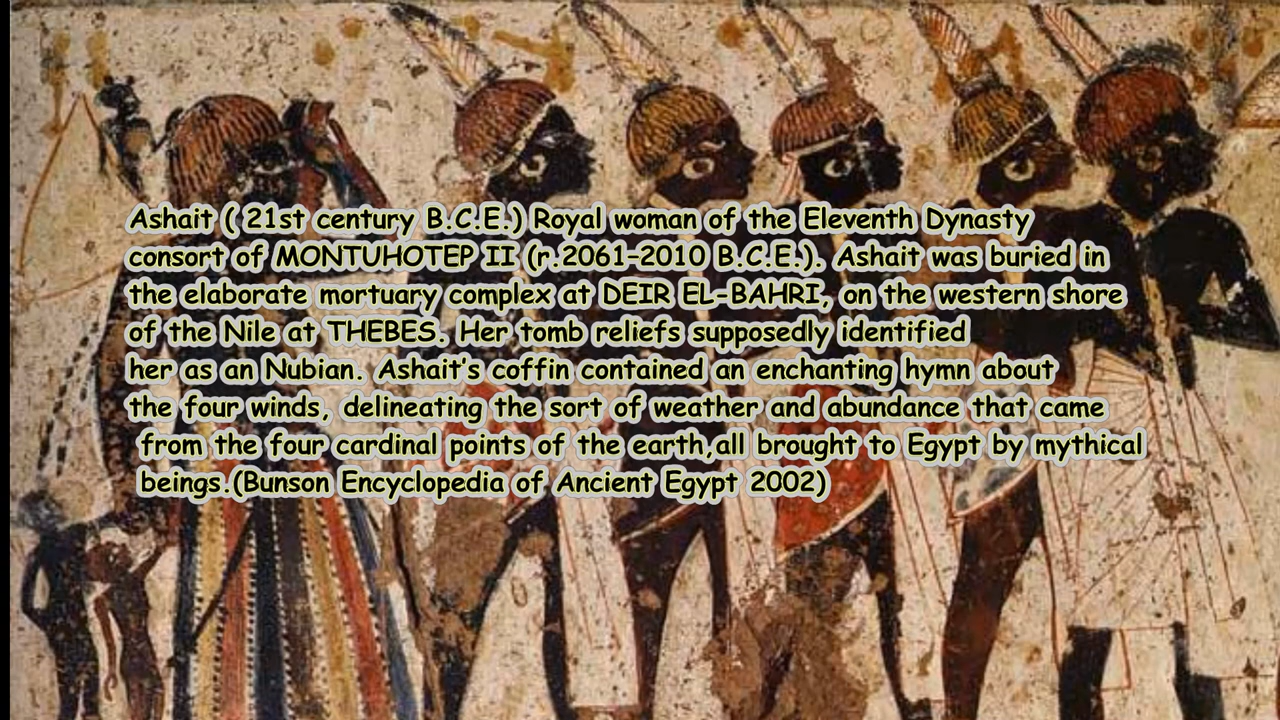 Ashait ( 21st century B.C.E.) Royal woman of the Eleventh Dynasty
consort of MONTUHOTEP II (r.2061–2010 B.C.E.). Ashait was buried in
the elaborate mortuary complex at DEIR EL-BAHRI, on the western shore
of the Nile at THEBES. Her tomb reliefs supposedly identified
her as an Nubian. Ashait's coffin contained an enchanting hymn about
the four winds, delineating the sort of weather and abundance that came
from the four cardinal points of the earth,all brought to Egypt by mythical
beings.(Bunson Encyclopedia of Ancient Egypt 2002)